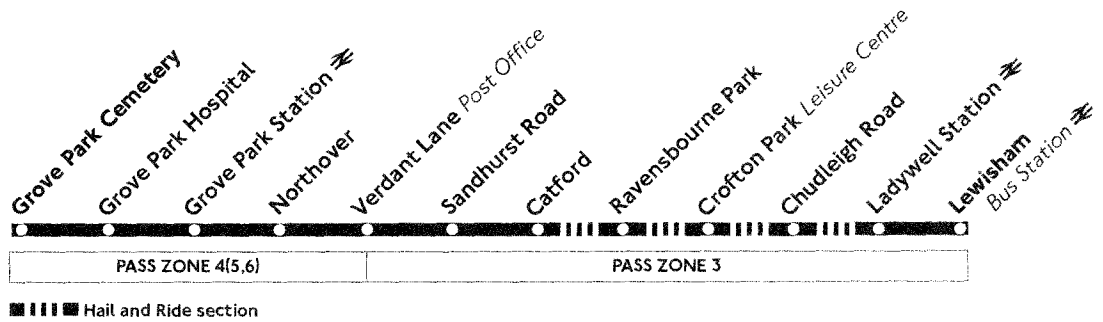 Grove Park Cemetery
Grove Park Hospital
Grove Park Station
Northover
Verdant Lane Post Office
Sandhurst Road
Catford
Ravensbourne Park
Crofton Park Leisure Centre
Chudleigh Road
Ladywell Station
Lewisham
Bus Station
PASS ZONE 4(5,6)
PASS ZONE 3
Hail and Ride section